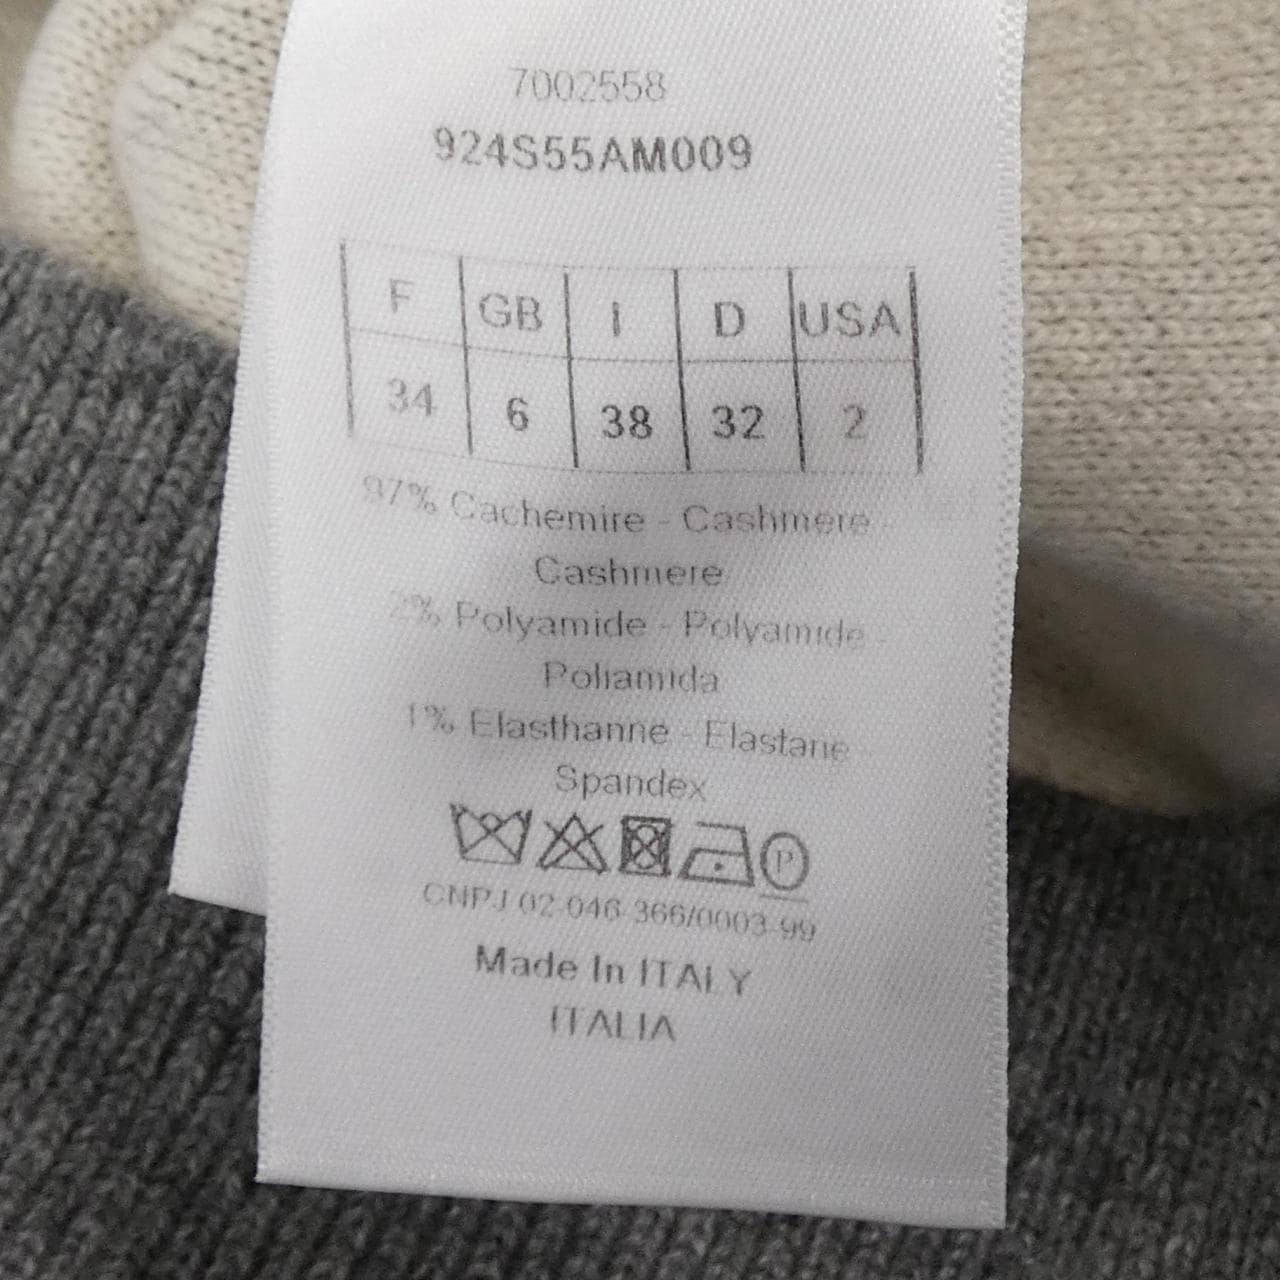 7002558
924S55AM009
F GB I D USA
34 6 38 32 2
97% Cachemire - Cashmere -
Cashmere
2% Polyamide - Polyamide -
Poliamida
1% Elasthanne - Elastane -
Spandex
P
CNPJ 02-046-366/0003-99
Made In ITALY
ITALIA